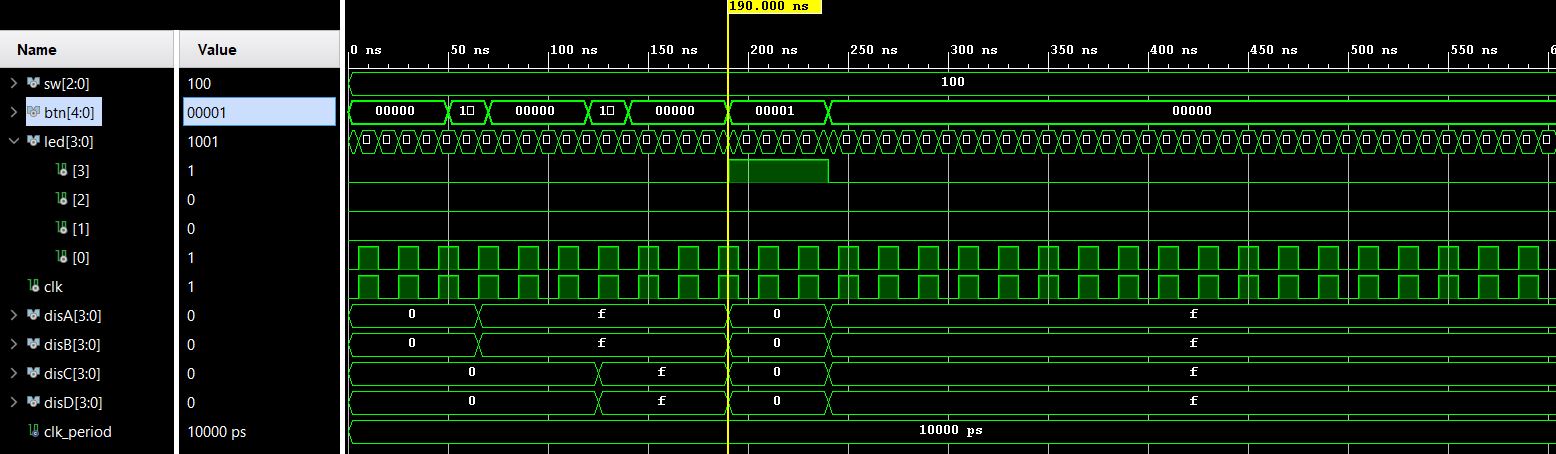 190.000 ns
Name Value
0 ns 50 ns 100 ns 150 ns 200 ns 250 ns 300 ns 350 ns 400 ns 450 ns 500 ns 550 ns
sw[2:0] 100 100
btn[4:0] 00001 00000 1 00000 1 00000 00001 00000
led[3:0] 1001
[3] 1
[2] 0
[1] 0
[0] 1
clk 1
disA[3:0] 0 0 f 0 f
disB[3:0] 0 0 f 0 f
disC[3:0] 0 0 f 0 f
disD[3:0] 0 0 f 0 f
clk_period 10000 ps 10000 ps